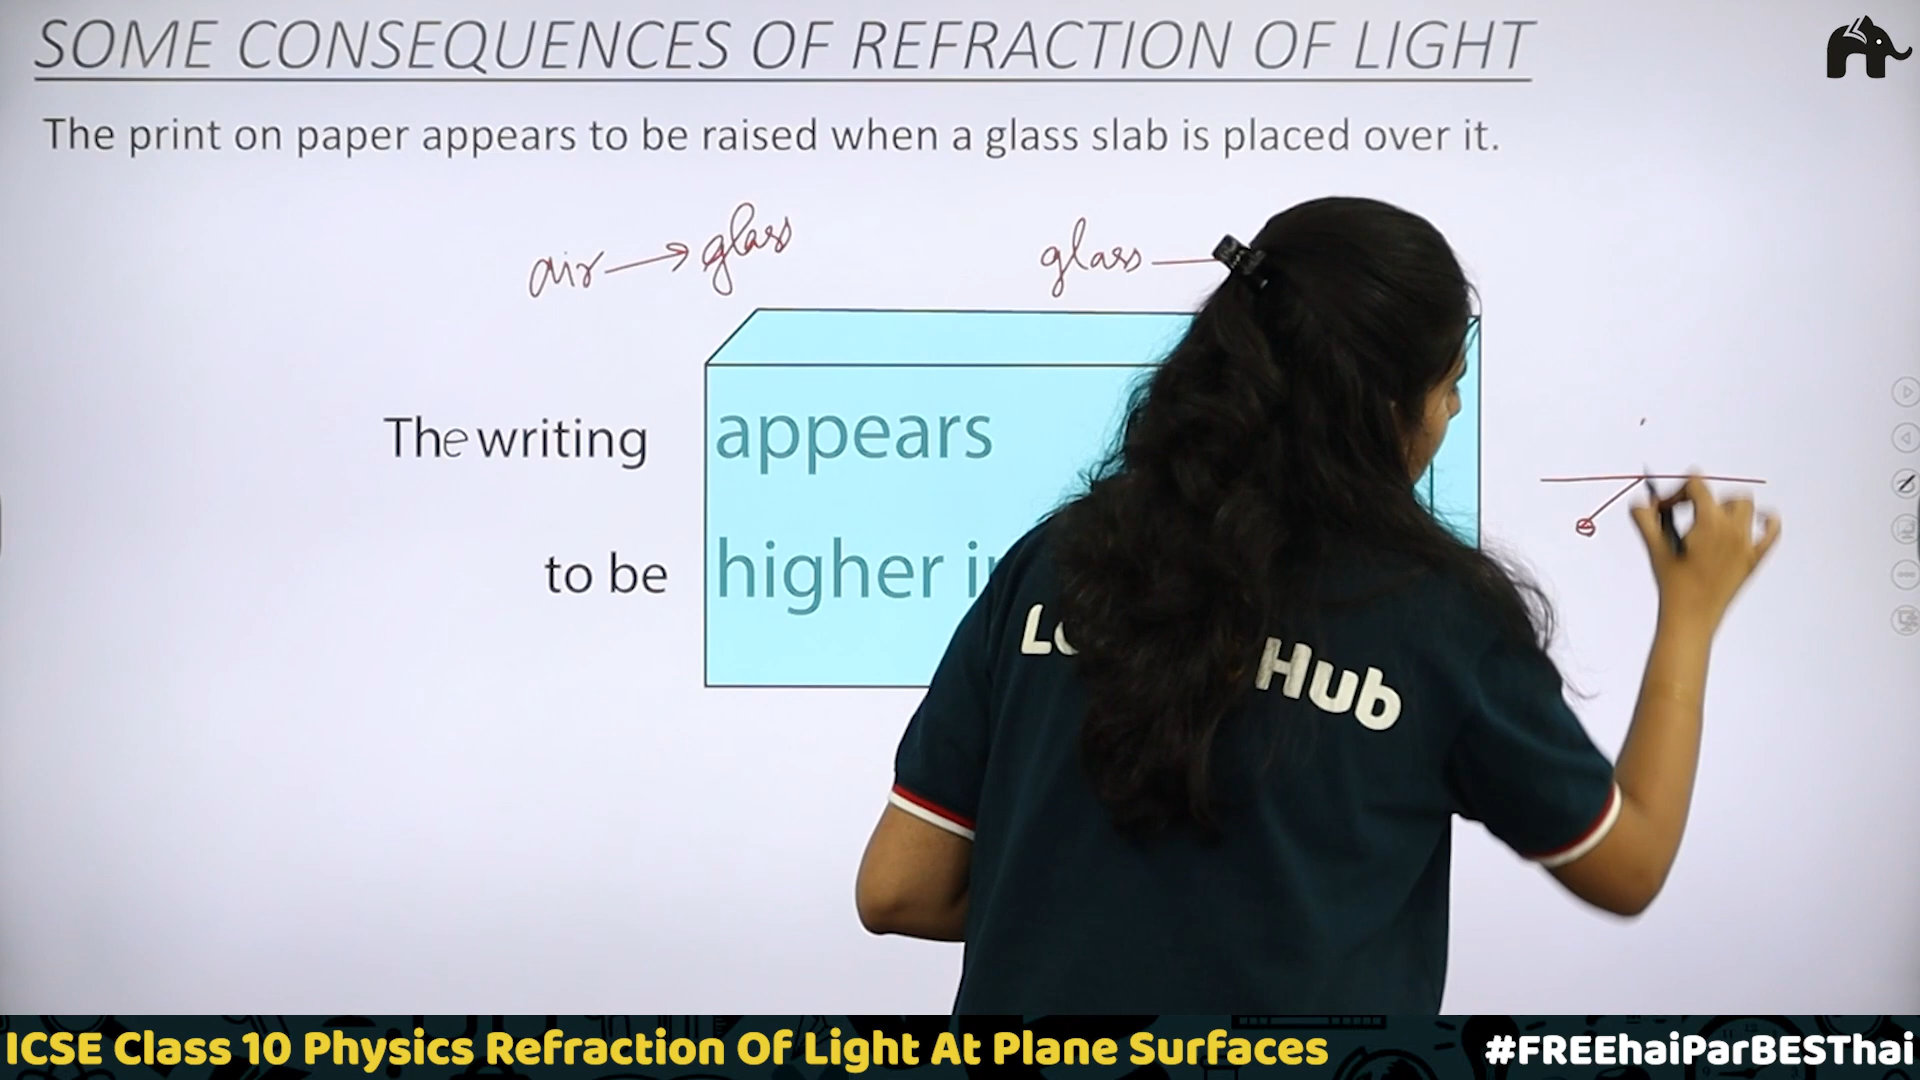 SOME CONSEQUENCES OF REFRACTION OF LIGHT
The print on paper appears to be raised when a glass slab is placed over it.
air → glass
glass
The writing appears
to be higher
Hub
ICSE Class 10 Physics Refraction Of Light At Plane Surfaces
#FREEhaiParBESThai